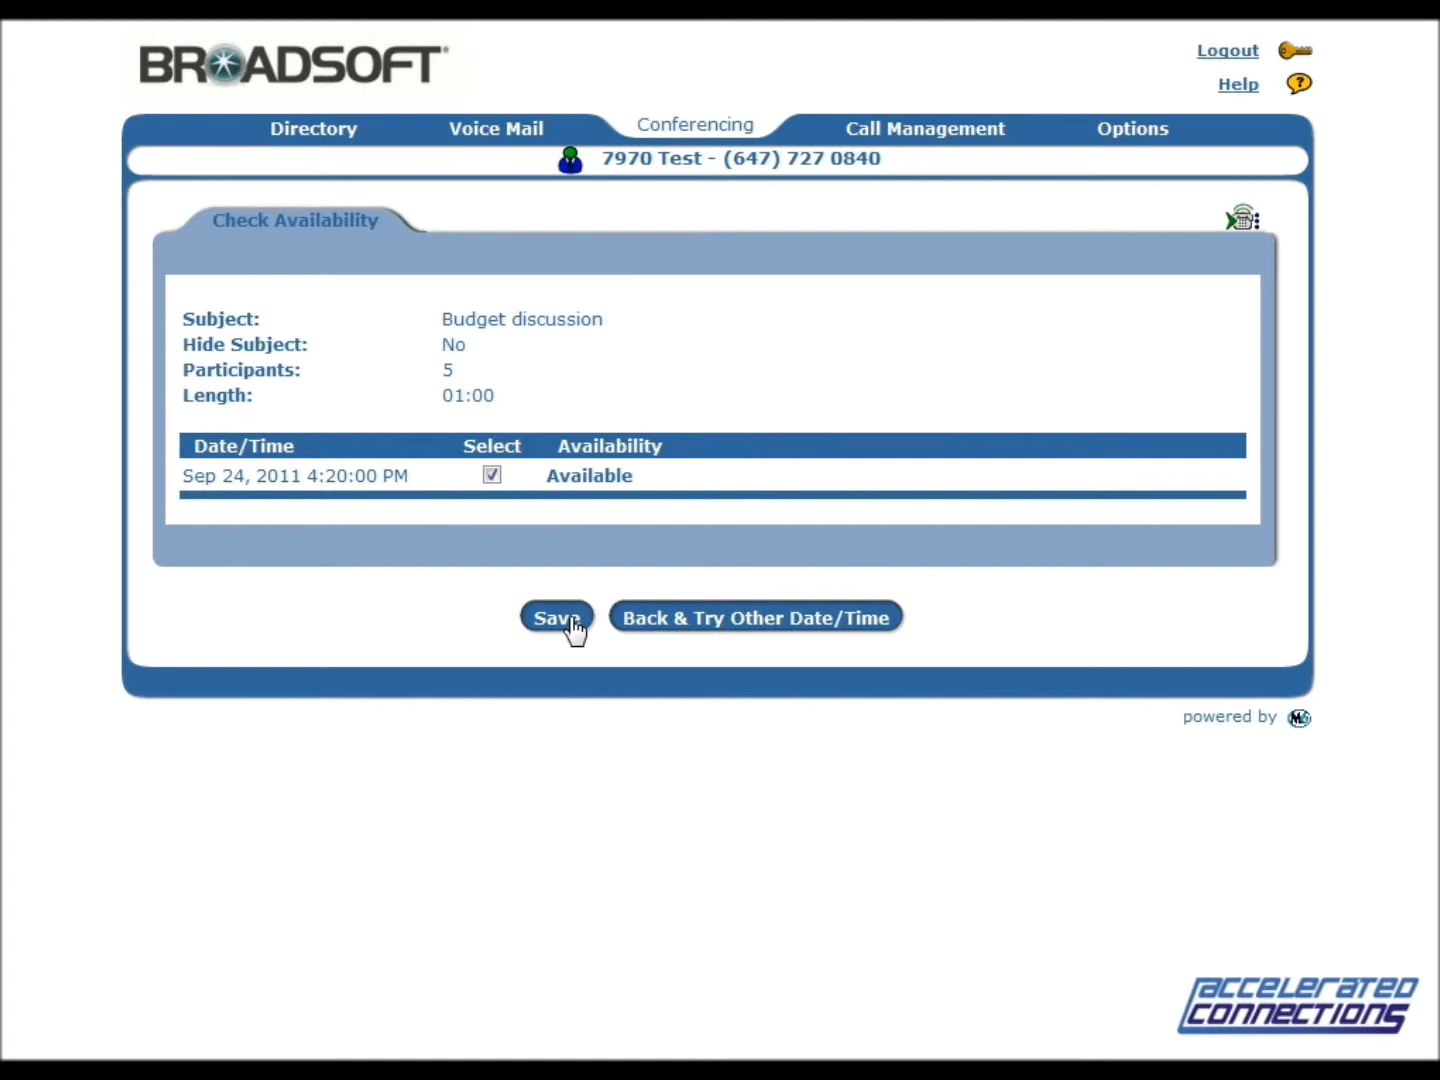 BROADSOFT
Logout
Help
Directory Voice Mail Conferencing Call Management Options
7970 Test - (647) 727 0840
Check Availability
Subject: Budget discussion
Hide Subject: No
Participants: 5
Length: 01:00
Date/Time Select Availability
Sep 24, 2011 4:20:00 PM Available
Save Back & Try Other Date/Time
powered by M6
accelerated
connections